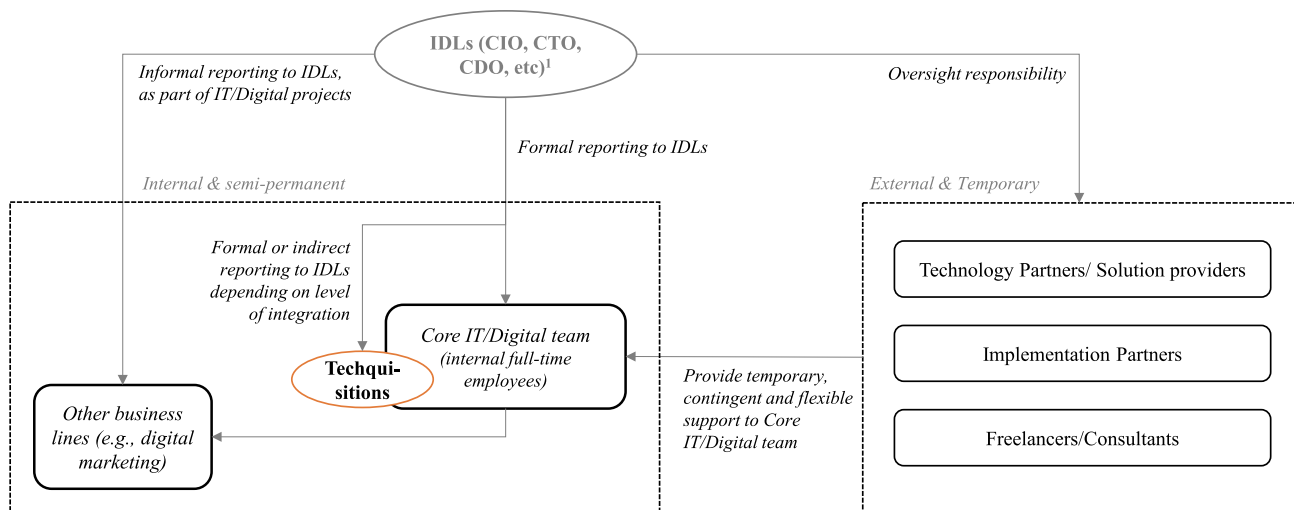 IDLs (CIO, CTO,
CDO, etc)¹
Informal reporting to IDLs,
as part of IT/Digital projects
Oversight responsibility
Formal reporting to IDLs
Internal & semi-permanent
External & Temporary
Formal or indirect
reporting to IDLs
depending on level
of integration
Technology Partners/ Solution providers
Core IT/Digital team
(internal full-time
employees)
Techqui-
sitions
Implementation Partners
Provide temporary,
contingent and flexible
support to Core
IT/Digital team
Other business
lines (e.g., digital
marketing)
Freelancers/Consultants